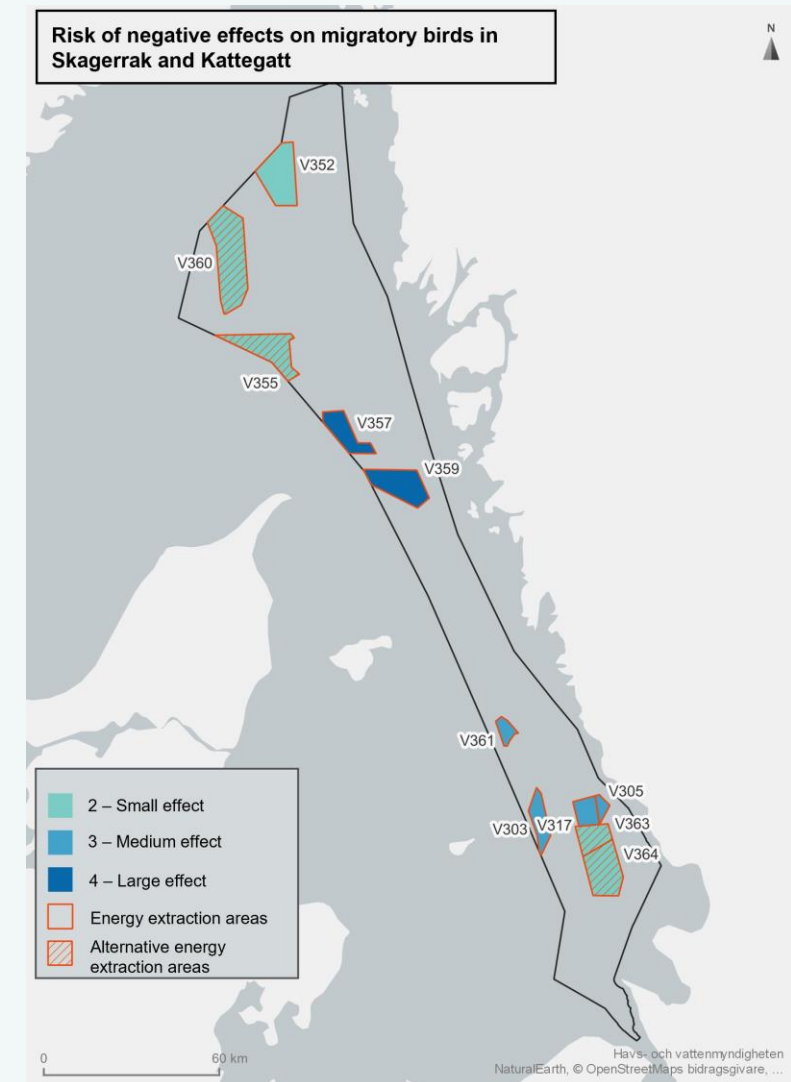 Risk of negative effects on migratory birds in
Skagerrak and Kattegatt
N
V352
V360
V355
V357
V359
V361
V305
V303
V317
V363
V364
2 – Small effect
3 – Medium effect
4 – Large effect
Energy extraction areas
Alternative energy
extraction areas
0
60 km
Havs- och vattenmyndigheten
NaturalEarth, © OpenStreetMaps bidragsgivare, ...